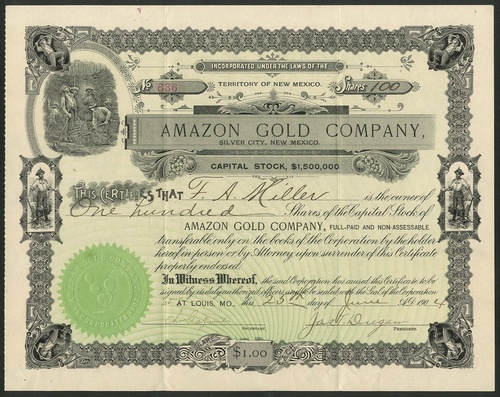 INCORPORATED UNDER THE LAWS OF THE
TERRITORY OF NEW MEXICO.
No 636
Shares 100
AMAZON GOLD COMPANY,
SILVER CITY, NEW MEXICO.
CAPITAL STOCK, $1,500,000
THIS CERTIFIES THAT F. A. Miller is the owner of
One hundred Shares of the Capital Stock of
AMAZON GOLD COMPANY, FULL-PAID AND NON-ASSESSABLE
transferable only on the books of the Corporation by the holder
hereof in person or by Attorney upon surrender of this Certificate
properly endorsed.
In Witness Whereof, the said Corporation has caused this Certificate to be
signed by its duly authorized officers and to be sealed with the Seal of the Corporation
at AT LOUIS, MO., this 25th day of June A.D. 1904
SECRETARY.
PRESIDENT.
$1.00